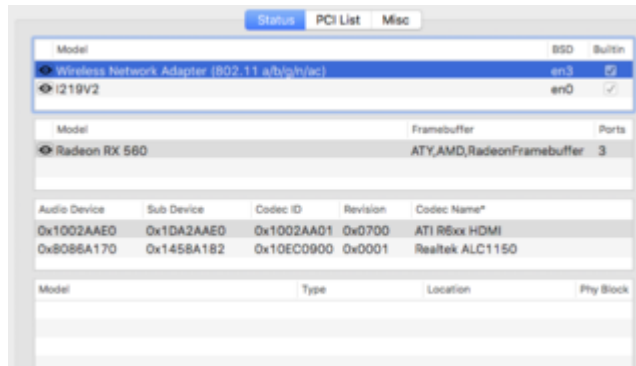 Status PCI List Misc
Model BSD Builtin
Wireless Network Adapter (802.11 a/b/g/n/ac) en3
I219V2 en0
Model Framebuffer Ports
Radeon RX 560 ATY,AMD,RadeonFramebuffer 3
Audio Device Sub Device Codec ID Revision Codec Name*
0x1002AAE0 0x1DA2AAE0 0x1002AA01 0x0700 ATI R6xx HDMI
0x8086A170 0x1458A182 0x10EC0900 0x0001 Realtek ALC1150
Model Type Location Phy Block